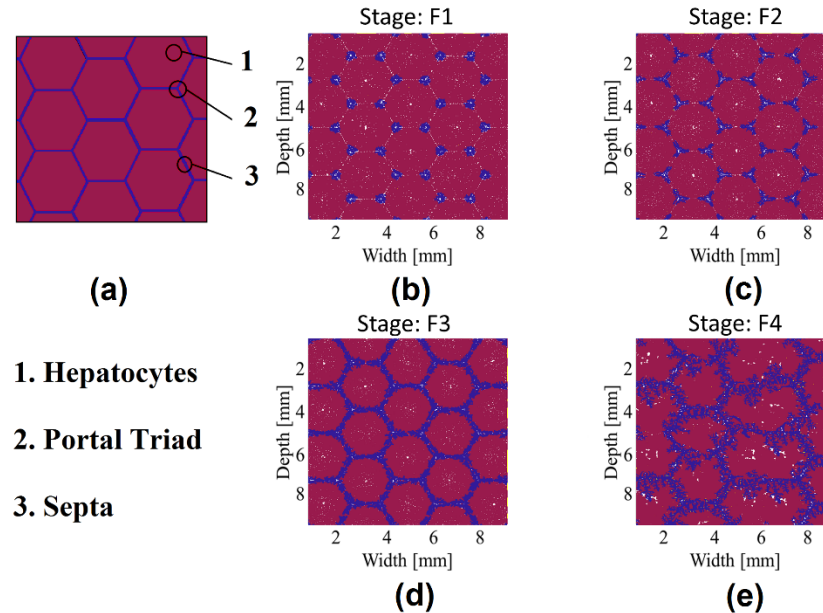 1
2
3
(a)
Stage: F1
Depth [mm]
2
4
6
8
2 4 6 8
Width [mm]
(b)
Stage: F2
Depth [mm]
2
4
6
8
2 4 6 8
Width [mm]
(c)
1. Hepatocytes
2. Portal Triad
3. Septa
Stage: F3
Depth [mm]
2
4
6
8
2 4 6 8
Width [mm]
(d)
Stage: F4
Depth [mm]
2
4
6
8
2 4 6 8
Width [mm]
(e)